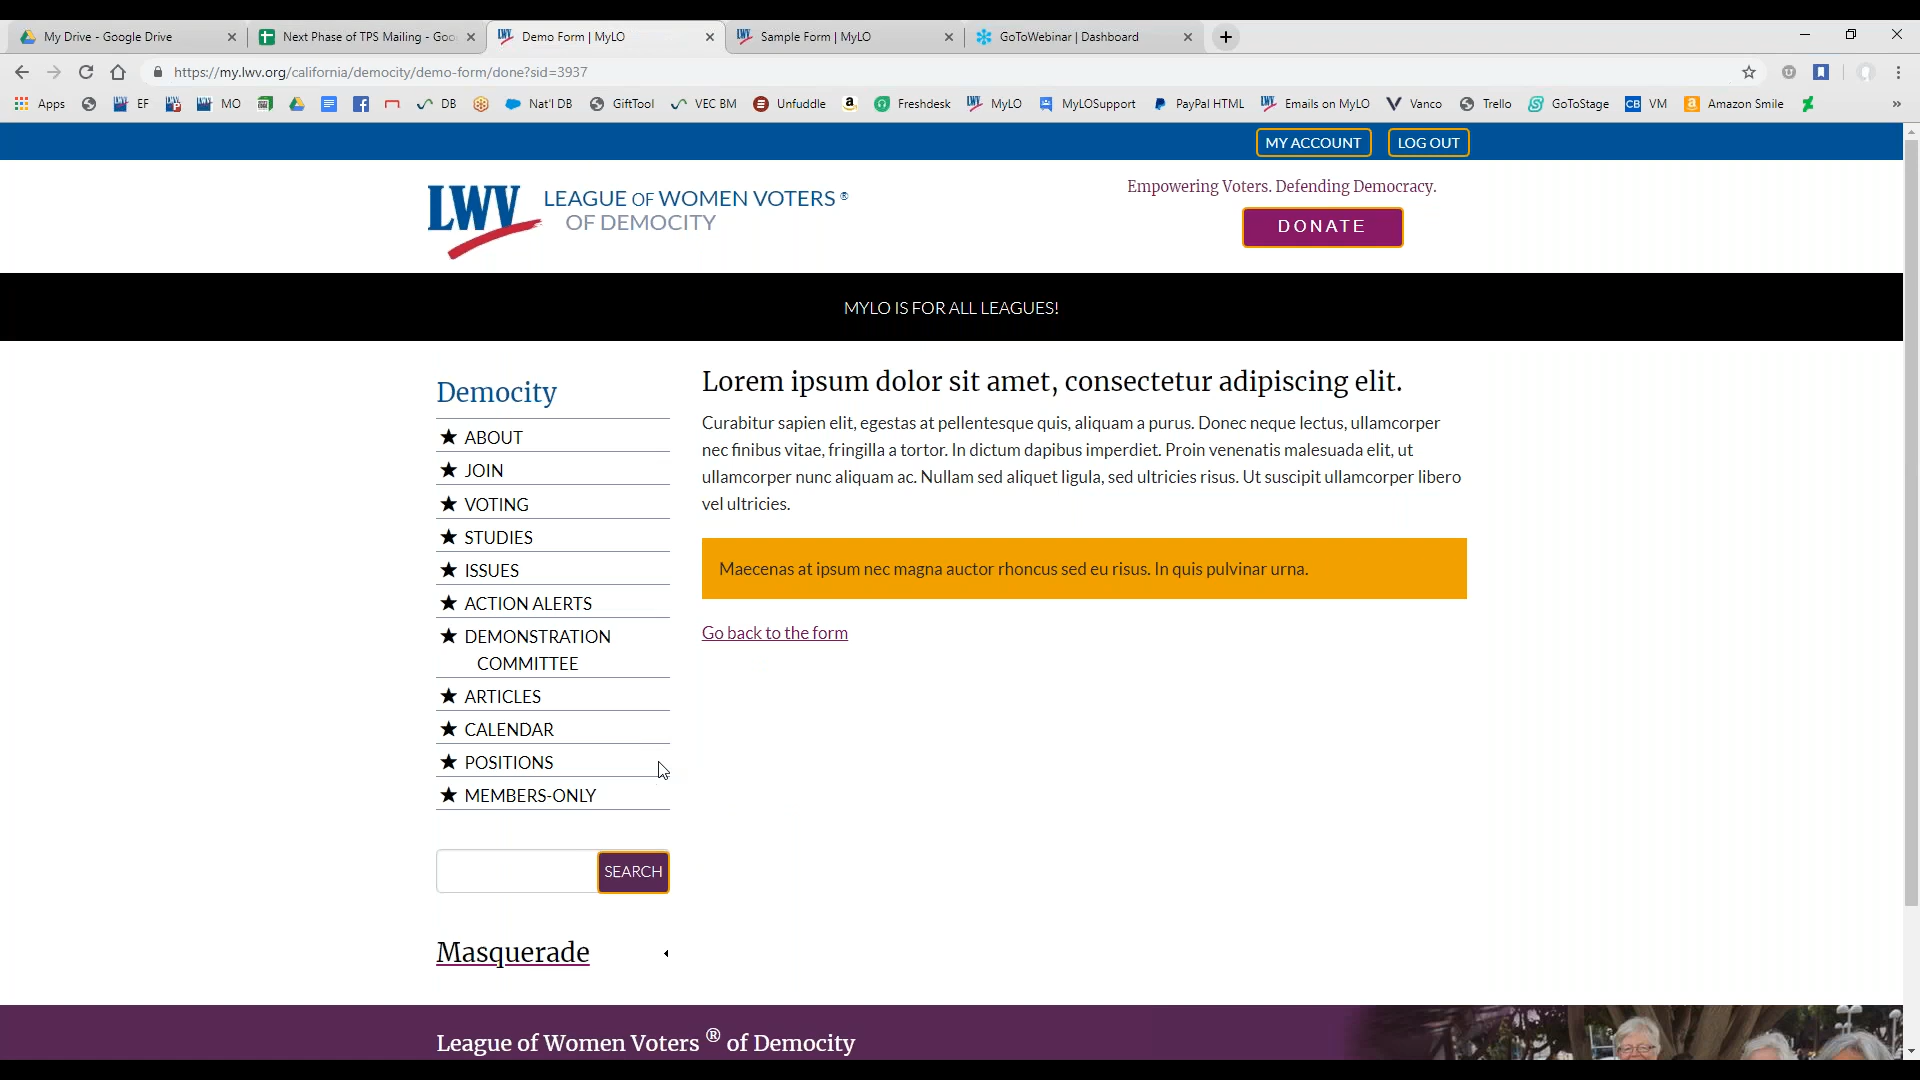 My Drive - Google Drive
Next Phase of TPS Mailing - Goo
Demo Form | MyLO
Sample Form | MyLO
GoToWebinar | Dashboard
https://my.lwv.org/california/democity/demo-form/done?sid=3937
Apps EF MO DB Nat'l DB GiftTool VEC BM Unfuddle Freshdesk MyLO MyLOSupport PayPal HTML Emails on MyLO Vanco Trello GoToStage CB VM Amazon Smile
MY ACCOUNT LOG OUT
LWV LEAGUE OF WOMEN VOTERS ®
OF DEMOCITY
Empowering Voters. Defending Democracy.
DONATE
MYLO IS FOR ALL LEAGUES!
Democity
ABOUT
JOIN
VOTING
STUDIES
ISSUES
ACTION ALERTS
DEMONSTRATION
COMMITTEE
ARTICLES
CALENDAR
POSITIONS
MEMBERS-ONLY
SEARCH
Masquerade
Lorem ipsum dolor sit amet, consectetur adipiscing elit.
Curabitur sapien elit, egestas at pellentesque quis, aliquam a purus. Donec neque lectus, ullamcorper
nec finibus vitae, fringilla a tortor. In dictum dapibus imperdiet. Proin venenatis malesuada elit, ut
ullamcorper nunc aliquam ac. Nullam sed aliquet ligula, sed ultricies risus. Ut suscipit ullamcorper libero
vel ultricies.
Maecenas at ipsum nec magna auctor rhoncus sed eu risus. In quis pulvinar urna.
Go back to the form
League of Women Voters ® of Democity